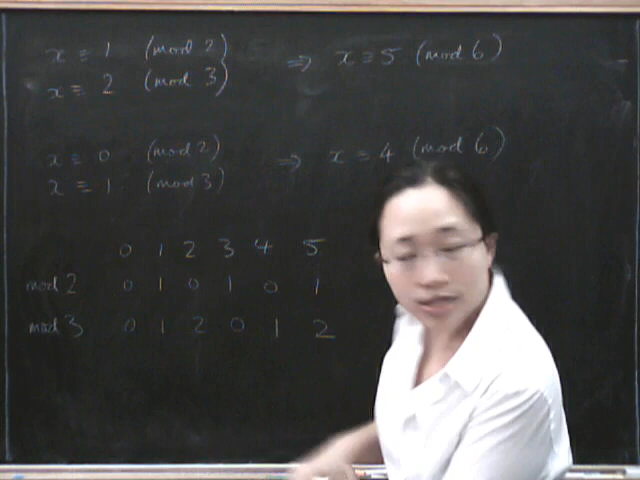 x ≡ 1 (mod 2)
x ≡ 2 (mod 3) ⇒ x ≡ 5 (mod 6)
x ≡ 0 (mod 2)
x ≡ 1 (mod 3) ⇒ x ≡ 4 (mod 6)
0 1 2 3 4 5
mod 2 0 1 0 1 0 1
mod 3 0 1 2 0 1 2